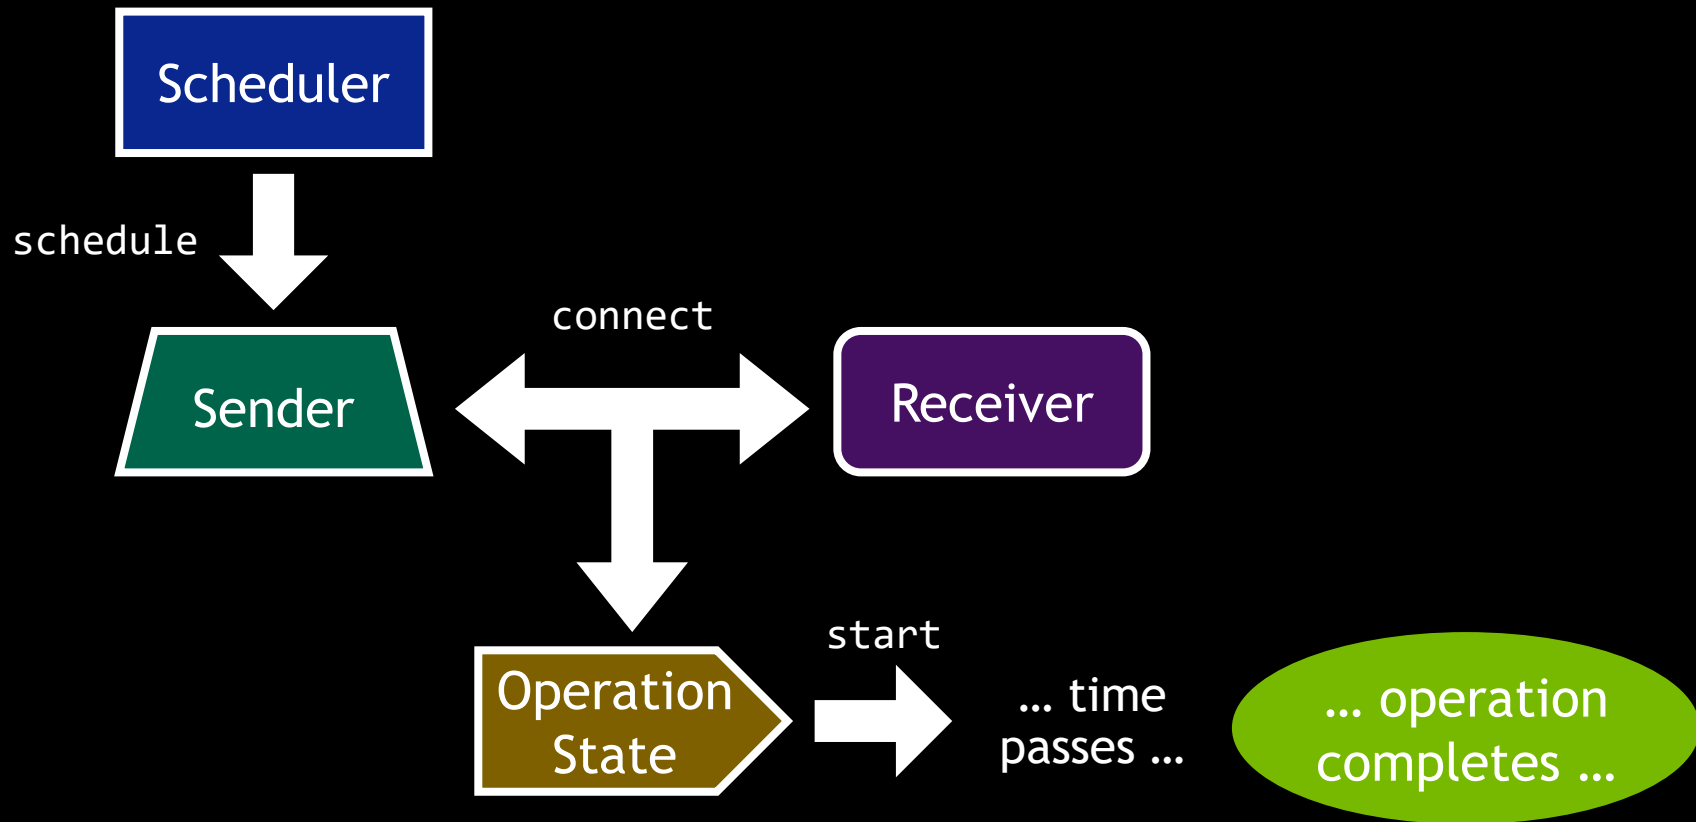 Scheduler
schedule
connect
Sender
Receiver
start
Operation
State
… time
passes …
… operation
completes …